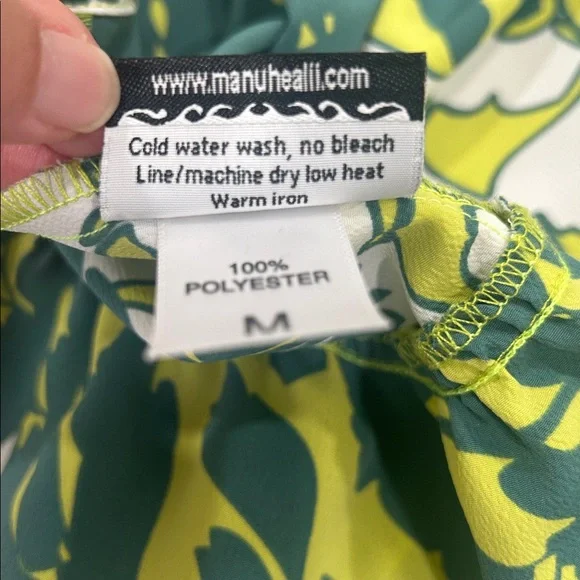 www.manuhealii.com
Cold water wash, no bleach
Line/machine dry low heat
Warm iron
100%
POLYESTER
M